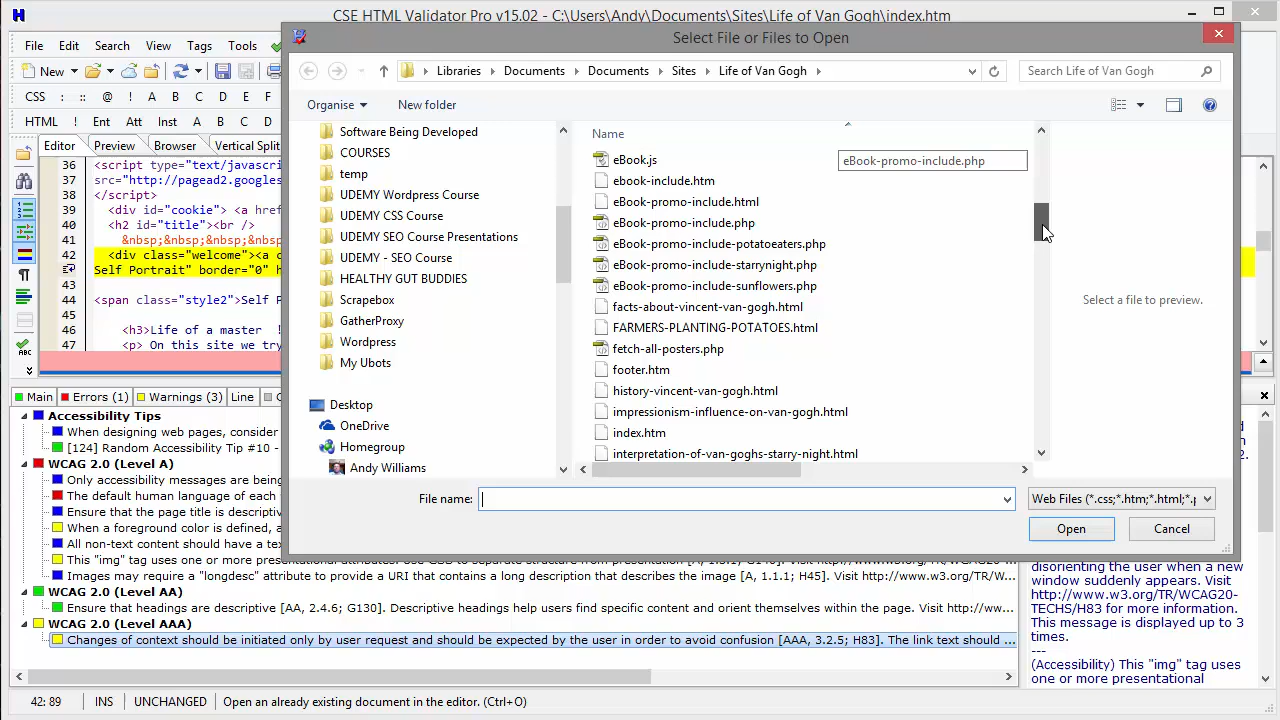 CSE HTML Validator Pro v15.02 - C:\Users\Andy\Documents\Sites\Life of Van Gogh\index.htm
Select File or Files to Open
File Edit Search View Tags Tools
New
Libraries Documents Documents Sites Life of Van Gogh
Search Life of Van Gogh
CSS : :: @ ! A B C D E F
Organise New folder
HTML ! Ent Att Inst A B C D
Editor Preview Browser Vertical Split
Software Being Developed
COURSES
temp
UDEMY Wordpress Course
UDEMY CSS Course
UDEMY SEO Course Presentations
UDEMY - SEO Course
HEALTHY GUT BUDDIES
Scrapebox
GatherProxy
Wordpress
My Ubots
Desktop
OneDrive
Homegroup
Andy Williams
Name
eBook.js
ebook-include.htm
eBook-promo-include.html
eBook-promo-include.php
eBook-promo-include-potatoeaters.php
eBook-promo-include-starrynight.php
eBook-promo-include-sunflowers.php
facts-about-vincent-van-gogh.html
FARMERS-PLANTING-POTATOES.html
fetch-all-posters.php
footer.htm
history-vincent-van-gogh.html
impressionism-influence-on-van-gogh.html
index.htm
interpretation-of-van-goghs-starry-night.html
eBook-promo-include.php
Select a file to preview.
File name:
Web Files (*.css;*.htm;*.html;*.p
Open Cancel
36 <script type="text/javascri
37 src="http://pagead2.googles
38 </script>
39 <div id="cookie"> <a href
40 <h2 id="title"><br />
41 &nbsp;&nbsp;&nbsp;&nbsp;
42 <div class="welcome"><a c
Self Portrait" border="0" h
43
44 <span class="style2">Self P
45
46 <h3>Life of a master !
47 <p> On this site we try
Main Errors (1) Warnings (3) Line
Accessibility Tips
When designing web pages, consider
[124] Random Accessibility Tip #10 -
WCAG 2.0 (Level A)
Only accessibility messages are being
The default human language of each
Ensure that the page title is descriptiv
When a foreground color is defined, a
All non-text content should have a tex
This "img" tag uses one or more presentational attributes. Use CSS to separate structure from presentation [A, 1.3.1;
Images may require a "longdesc" attribute to provide a URI that contains a long description that describes the image [A, 1.1.1; H45]. Visit http://www.w3.org/TR/W...
WCAG 2.0 (Level AA)
Ensure that headings are descriptive [AA, 2.4.6; G130]. Descriptive headings help users find specific content and orient themselves within the page. Visit http://ww...
WCAG 2.0 (Level AAA)
Changes of context should be initiated only by user request and should be expected by the user in order to avoid confusion [AAA, 3.2.5; H83]. The link text should ...
disorienting the user when a new
window suddenly appears. Visit
http://www.w3.org/TR/WCAG20-
TECHS/H83 for more information.
This message is displayed up to 3
times.
---
(Accessibility) This "img" tag uses
one or more presentational
42: 89 INS UNCHANGED Open an already existing document in the editor. (Ctrl+O)